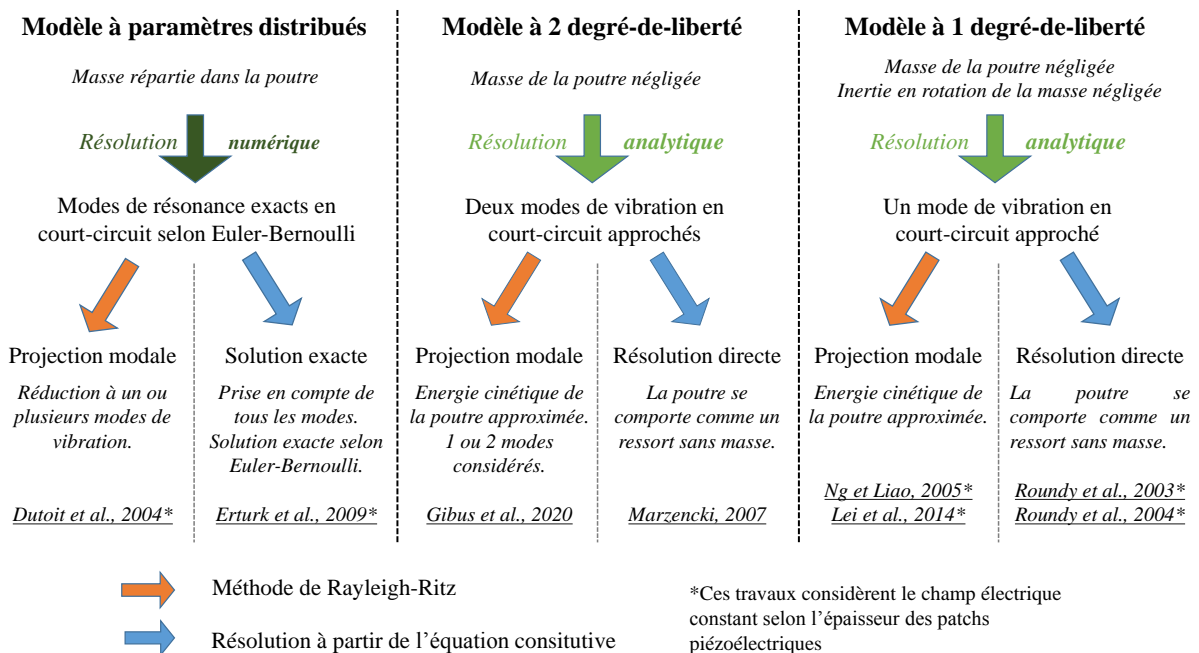 Modèle à paramètres distribués
Masse répartie dans la poutre
Résolution numérique
Modes de résonance exacts en
court-circuit selon Euler-Bernoulli
Projection modale
Réduction à un ou
plusieurs modes de
vibration.
Dutoit et al., 2004*
Solution exacte
Prise en compte de
tous les modes.
Solution exacte selon
Euler-Bernoulli.
Erturk et al., 2009*
Modèle à 2 degré-de-liberté
Masse de la poutre négligée
Résolution analytique
Deux modes de vibration en
court-circuit approchés
Projection modale
Energie cinétique de
la poutre approximée.
1 ou 2 modes
considérés.
Gibus et al., 2020
Résolution directe
La poutre se
comporte comme un
ressort sans masse.
Marzencki, 2007
Modèle à 1 degré-de-liberté
Masse de la poutre négligée
Inertie en rotation de la masse négligée
Résolution analytique
Un mode de vibration en
court-circuit approché
Projection modale
Energie cinétique de
la poutre approximée.
Ng et Liao, 2005*
Lei et al., 2014*
Résolution directe
La poutre se
comporte comme un
ressort sans masse.
Roundy et al., 2003*
Roundy et al., 2004*
Méthode de Rayleigh-Ritz
Résolution à partir de l’équation consitutive
*Ces travaux considèrent le champ électrique
constant selon l’épaisseur des patchs
piézoélectriques